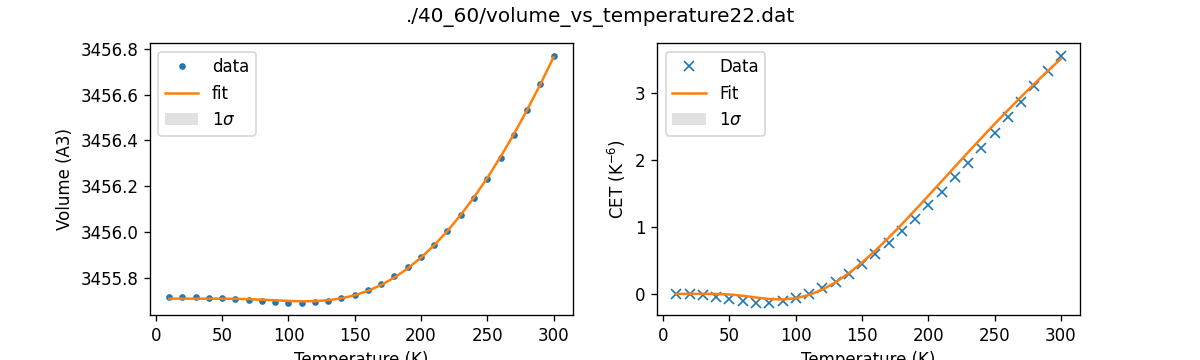 ./40_60/volume_vs_temperature22.dat
3456.8
3456.6
3456.4
3456.2
3456.0
3455.8
Volume (A3)
data
fit
1σ
0
50
100
150
200
250
300
Temperature (K)
3
2
1
0
CET (K⁻⁶)
Data
Fit
1σ
0
50
100
150
200
250
300
Temperature (K)